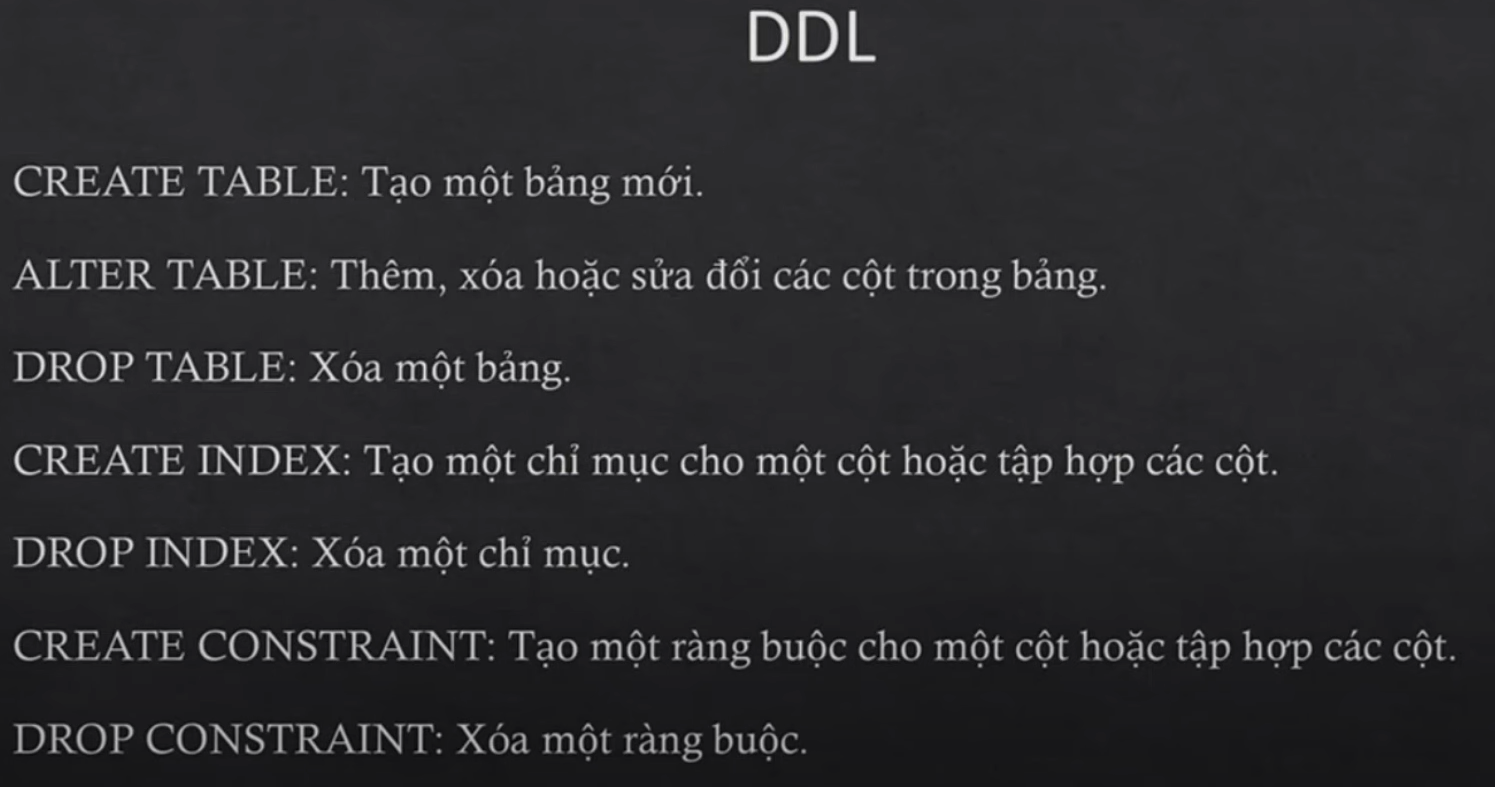 DDL
CREATE TABLE: Tạo một bảng mới.
ALTER TABLE: Thêm, xóa hoặc sửa đổi các cột trong bảng.
DROP TABLE: Xóa một bảng.
CREATE INDEX: Tạo một chỉ mục cho một cột hoặc tập hợp các cột.
DROP INDEX: Xóa một chỉ mục.
CREATE CONSTRAINT: Tạo một ràng buộc cho một cột hoặc tập hợp các cột.
DROP CONSTRAINT: Xóa một ràng buộc.